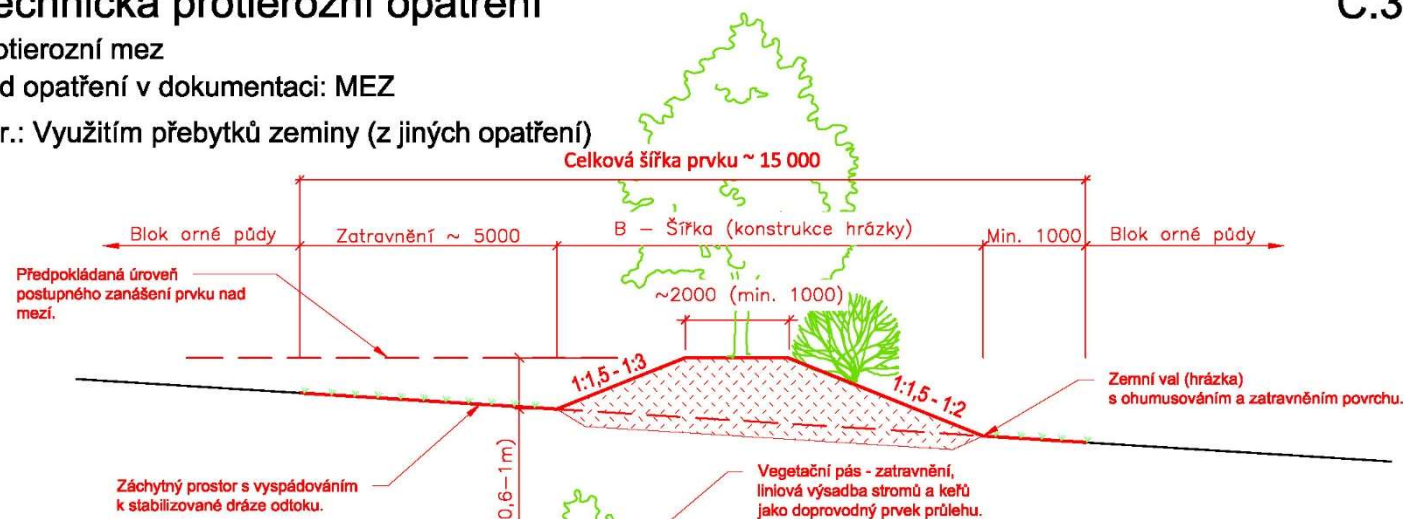 echnická protierozní opatření
C.3
otierozní mez
d opatření v dokumentaci: MEZ
r.: Využitím přebytků zeminy (z jiných opatření)
Celková šířka prvku ~ 15 000
Blok orné půdy
Zatravnění ~ 5000
B – Šířka (konstrukce hrázky)
Min. 1000
Blok orné půdy
Předpokládaná úroveň
postupného zanášení prvku nad
mezí.
~2000 (min. 1000)
1:1,5 - 1:3
1:1,5 - 1:2
Zemní val (hrázka)
s ohumusováním a zatravněním povrchu.
0,6–1m)
Záchytný prostor s vyspádováním
k stabilizované dráze odtoku.
Vegetační pás - zatravnění,
liniová výsadba stromů a keřů
jako doprovodný prvek průlehu.